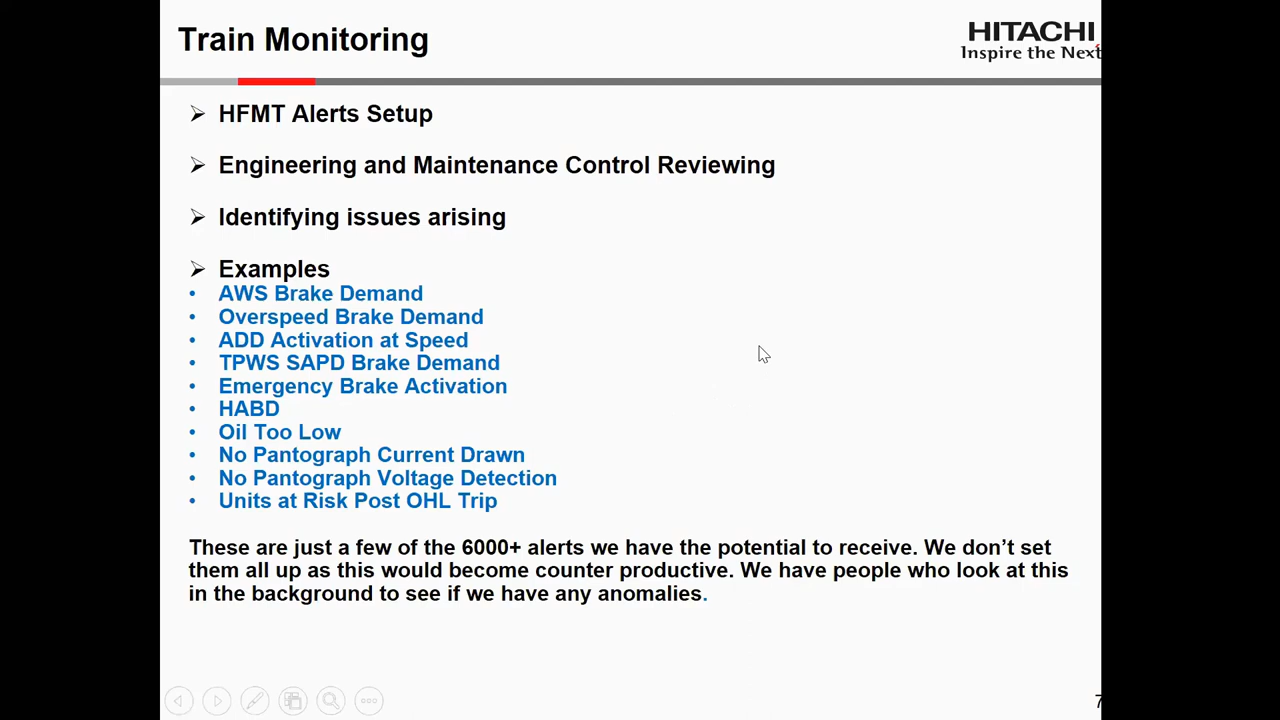 Train Monitoring
HITACHI
Inspire the Next
HFMT Alerts Setup
Engineering and Maintenance Control Reviewing
Identifying issues arising
Examples
AWS Brake Demand
Overspeed Brake Demand
ADD Activation at Speed
TPWS SAPD Brake Demand
Emergency Brake Activation
HABD
Oil Too Low
No Pantograph Current Drawn
No Pantograph Voltage Detection
Units at Risk Post OHL Trip
These are just a few of the 6000+ alerts we have the potential to receive. We don’t set
them all up as this would become counter productive. We have people who look at this
in the background to see if we have any anomalies.
7